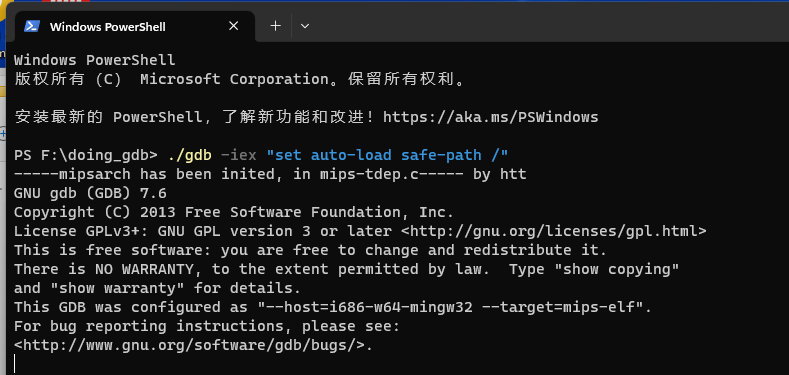 Windows PowerShell
Windows PowerShell
版权所有 (C) Microsoft Corporation。保留所有权利。
安装最新的 PowerShell，了解新功能和改进！https://aka.ms/PSWindows
PS F:\doing_gdb> ./gdb -iex "set auto-load safe-path /"
-----mipsarch has been inited, in mips-tdep.c----- by htt
GNU gdb (GDB) 7.6
Copyright (C) 2013 Free Software Foundation, Inc.
License GPLv3+: GNU GPL version 3 or later <http://gnu.org/licenses/gpl.html>
This is free software: you are free to change and redistribute it.
There is NO WARRANTY, to the extent permitted by law.  Type "show copying"
and "show warranty" for details.
This GDB was configured as "--host=i686-w64-mingw32 --target=mips-elf".
For bug reporting instructions, please see:
<http://www.gnu.org/software/gdb/bugs/>.